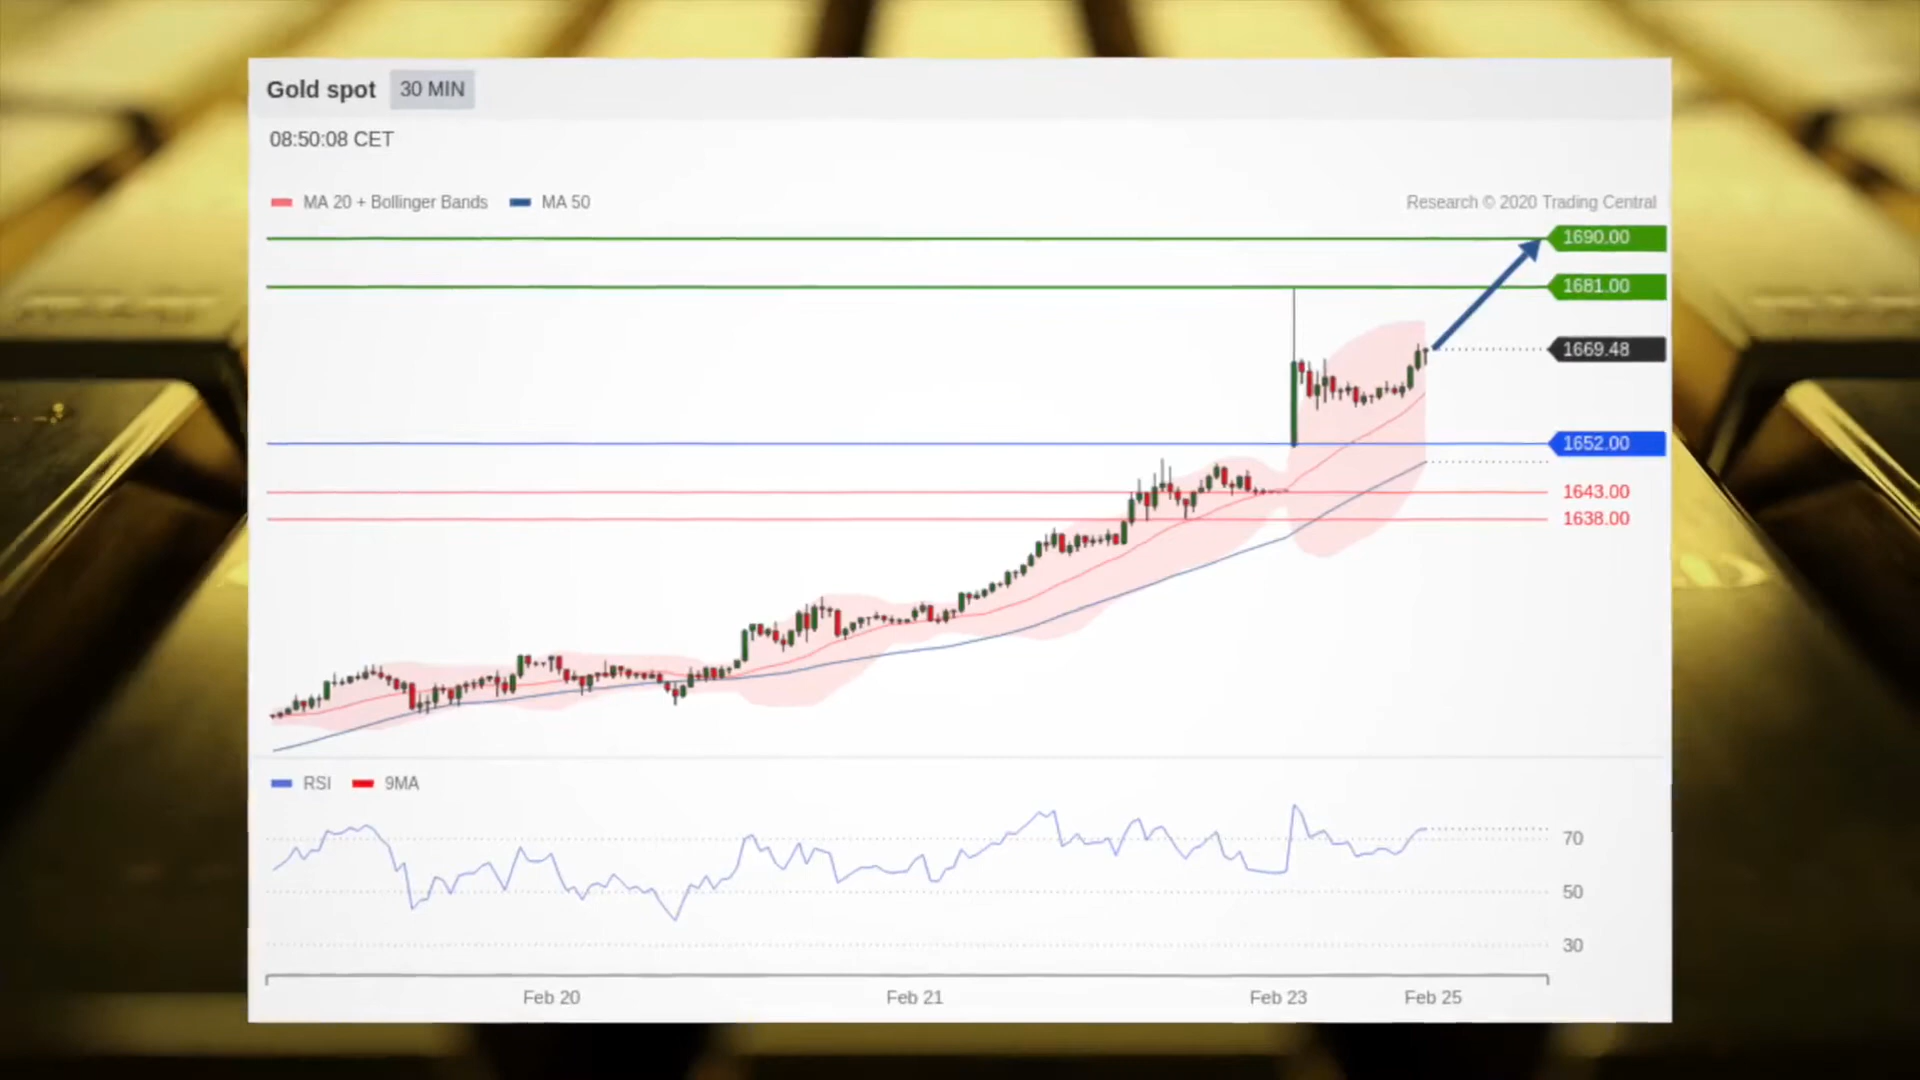 Gold spot 30 MIN
08:50:08 CET
MA 20 + Bollinger Bands MA 50
Research © 2020 Trading Central
1690.00
1681.00
1669.48
1652.00
1643.00
1638.00
RSI 9MA
70
50
30
Feb 20 Feb 21 Feb 23 Feb 25